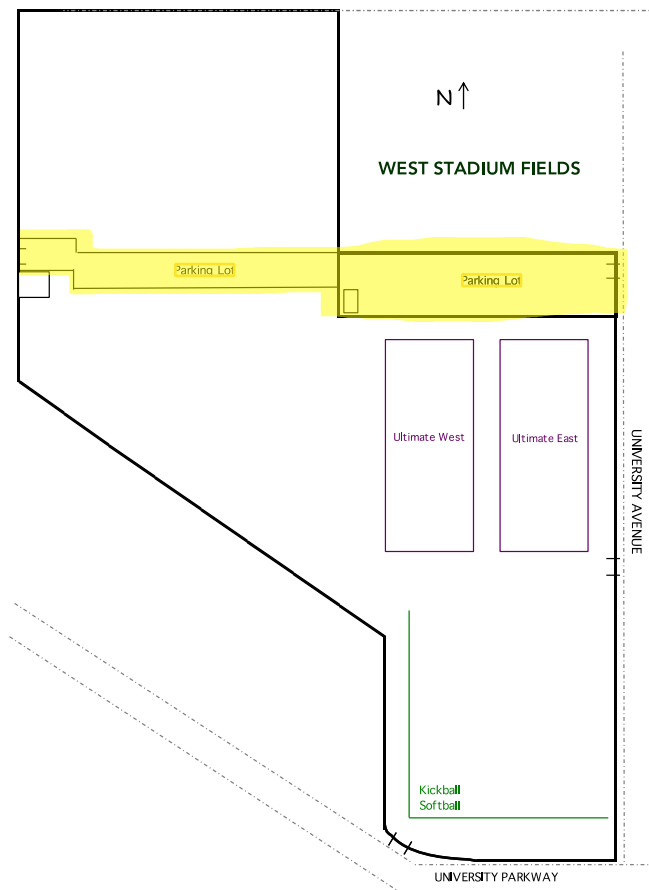 N
WEST STADIUM FIELDS
Parking Lot
Parking Lot
Ultimate West
Ultimate East
UNIVERSITY AVENUE
Kickball
Softball
UNIVERSITY PARKWAY